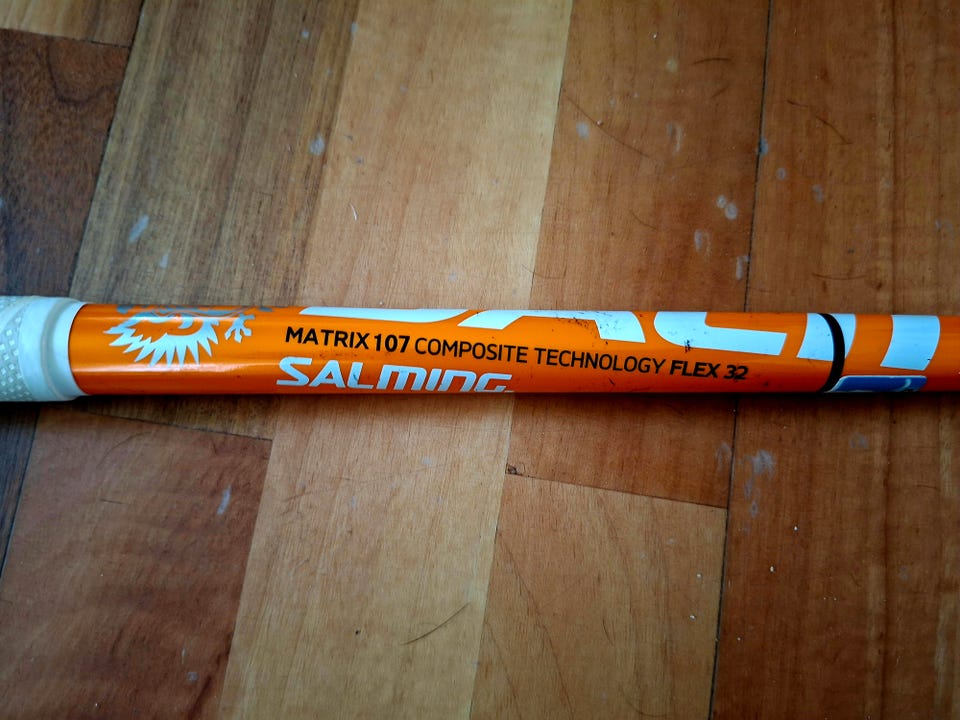 MATRIX 107 COMPOSITE TECHNOLOGY FLEX 32
SALMING